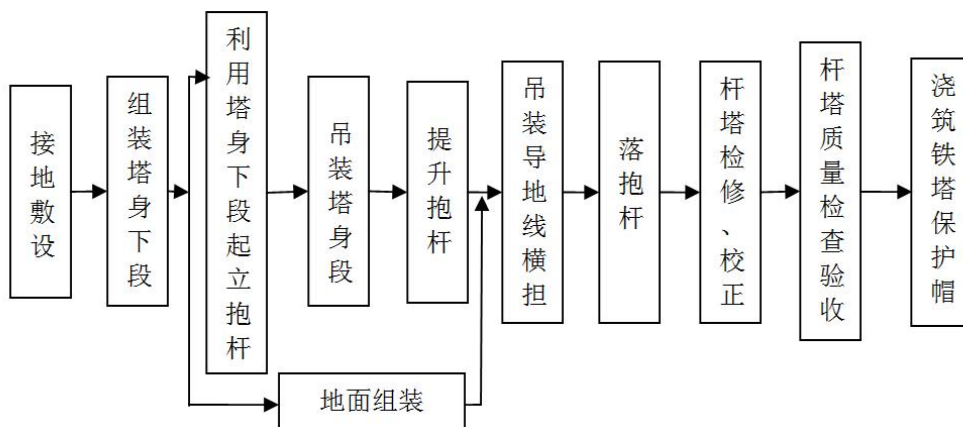 接地敷设
组装塔身下段
利用塔身下段起立抱杆
吊装塔身段
提升抱杆
吊装导地线横担
落抱杆
杆塔检修、校正
杆塔质量检查验收
浇筑铁塔保护帽
地面组装